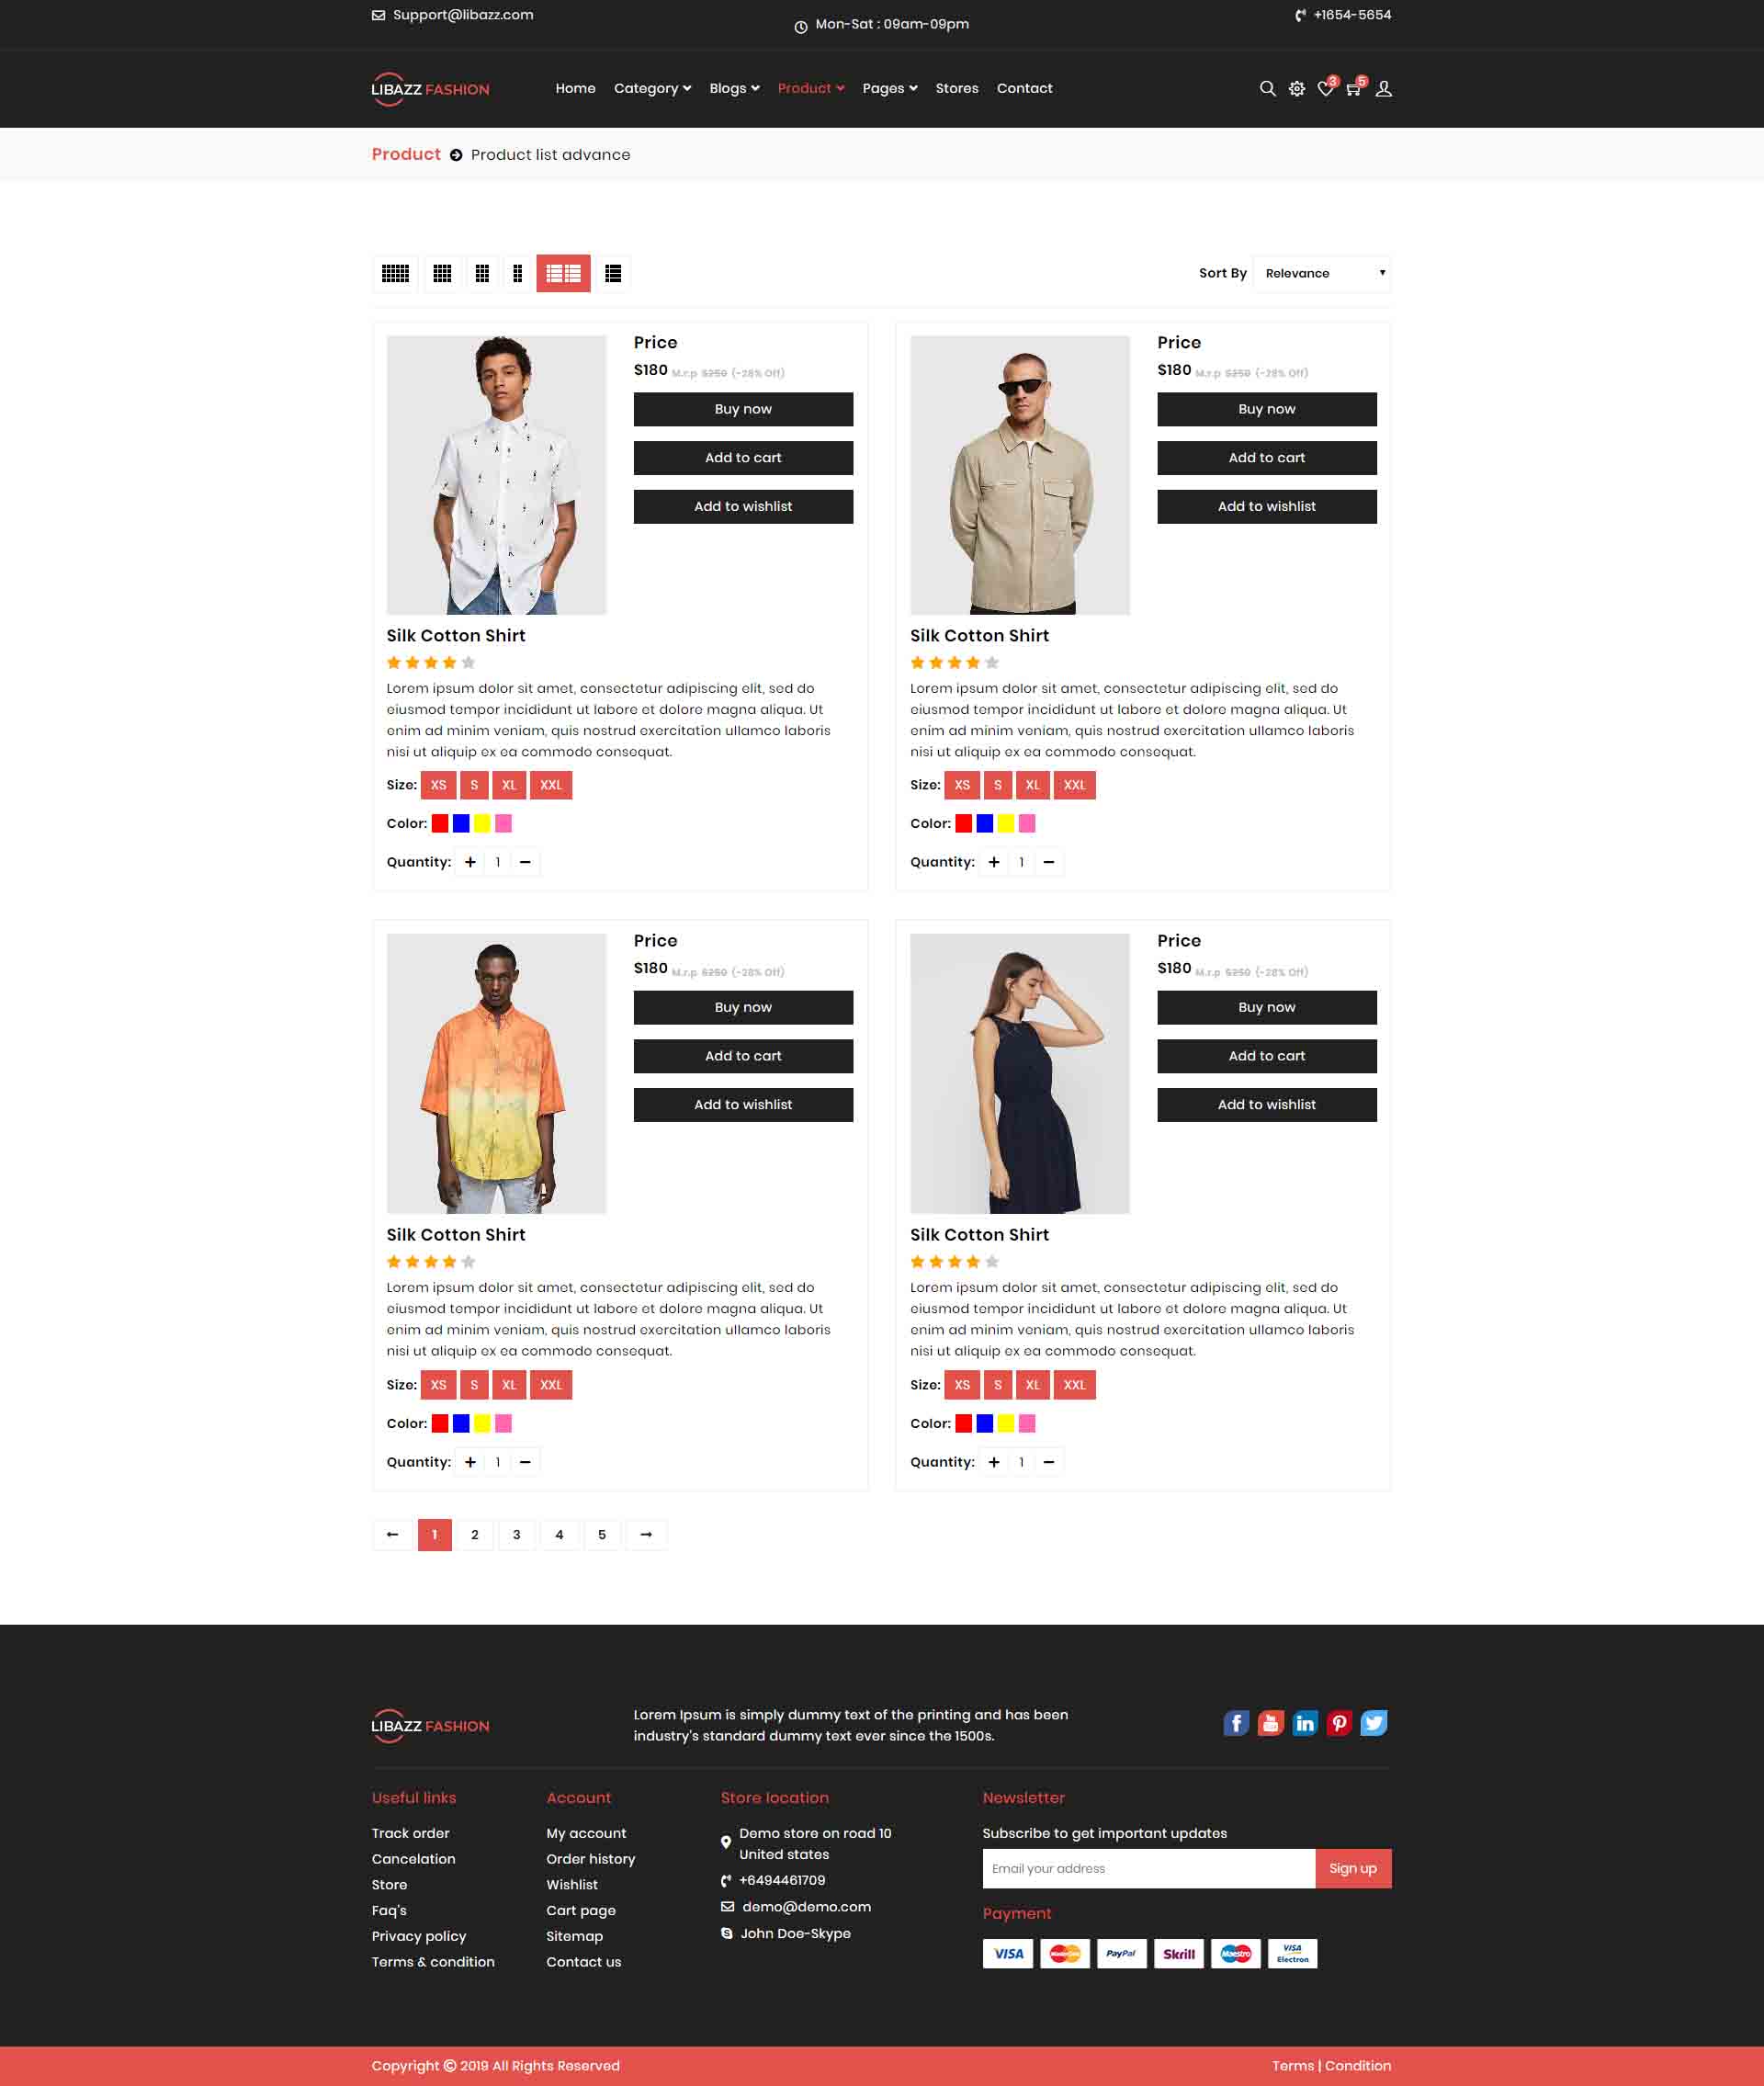 Support@libazz.com
Mon-Sat : 09am-09pm
+1654-5654
LIBAZZ FASHION
Home Category Blogs Product Pages Stores Contact
3 5
Product Product list advance
Sort By Relevance
Price
$180 M.r.p $250 (-28% Off)
Buy now
Add to cart
Add to wishlist
Silk Cotton Shirt
Lorem ipsum dolor sit amet, consectetur adipiscing elit, sed do
eiusmod tempor incididunt ut labore et dolore magna aliqua. Ut
enim ad minim veniam, quis nostrud exercitation ullamco laboris
nisi ut aliquip ex ea commodo consequat.
Size: XS S XL XXL
Color:
Quantity: + 1 −
Price
$180 M.r.p $250 (-28% Off)
Buy now
Add to cart
Add to wishlist
Silk Cotton Shirt
Lorem ipsum dolor sit amet, consectetur adipiscing elit, sed do
eiusmod tempor incididunt ut labore et dolore magna aliqua. Ut
enim ad minim veniam, quis nostrud exercitation ullamco laboris
nisi ut aliquip ex ea commodo consequat.
Size: XS S XL XXL
Color:
Quantity: + 1 −
Price
$180 M.r.p $250 (-28% Off)
Buy now
Add to cart
Add to wishlist
Silk Cotton Shirt
Lorem ipsum dolor sit amet, consectetur adipiscing elit, sed do
eiusmod tempor incididunt ut labore et dolore magna aliqua. Ut
enim ad minim veniam, quis nostrud exercitation ullamco laboris
nisi ut aliquip ex ea commodo consequat.
Size: XS S XL XXL
Color:
Quantity: + 1 −
Price
$180 M.r.p $250 (-28% Off)
Buy now
Add to cart
Add to wishlist
Silk Cotton Shirt
Lorem ipsum dolor sit amet, consectetur adipiscing elit, sed do
eiusmod tempor incididunt ut labore et dolore magna aliqua. Ut
enim ad minim veniam, quis nostrud exercitation ullamco laboris
nisi ut aliquip ex ea commodo consequat.
Size: XS S XL XXL
Color:
Quantity: + 1 −
← 1 2 3 4 5 →
LIBAZZ FASHION
Lorem Ipsum is simply dummy text of the printing and has been
industry's standard dummy text ever since the 1500s.
Useful links
Track order
Cancelation
Store
Faq's
Privacy policy
Terms & condition
Account
My account
Order history
Wishlist
Cart page
Sitemap
Contact us
Store location
Demo store on road 10
United states
+6494461709
demo@demo.com
John Doe-Skype
Newsletter
Subscribe to get important updates
Email your address Sign up
Payment
VISA MasterCard PayPal Skrill Maestro VISA Electron
Copyright © 2019 All Rights Reserved
Terms | Condition